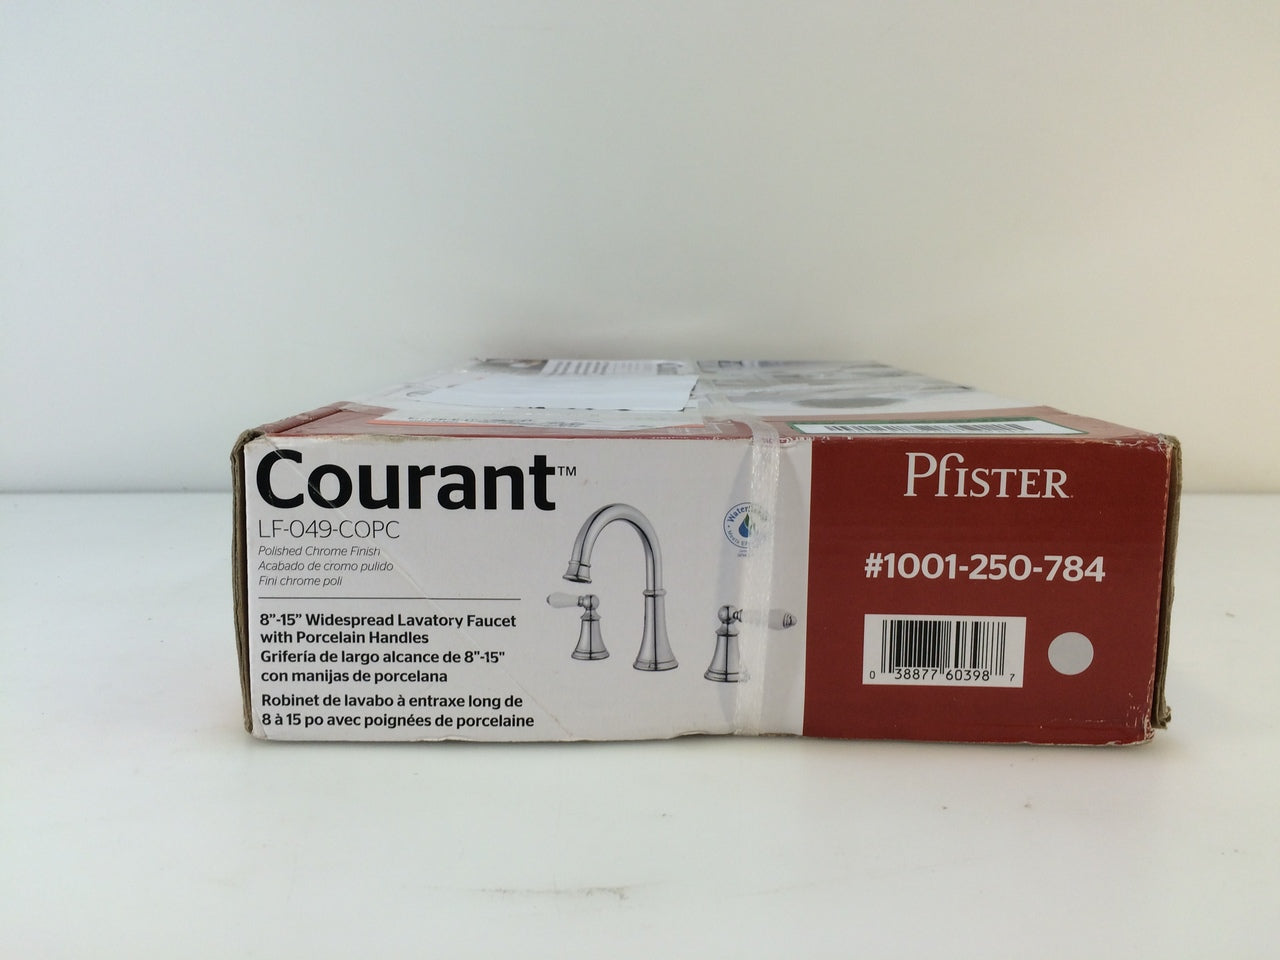 Courant™
LF-049-COPC
Polished Chrome Finish
Acabado de cromo pulido
Fini chrome poli
8"-15" Widespread Lavatory Faucet
with Porcelain Handles
Grifería de largo alcance de 8"-15"
con manijas de porcelana
Robinet de lavabo à entraxe long de
8 à 15 po avec poignées de porcelaine
PfISTER
#1001-250-784
0 38877 60398 7